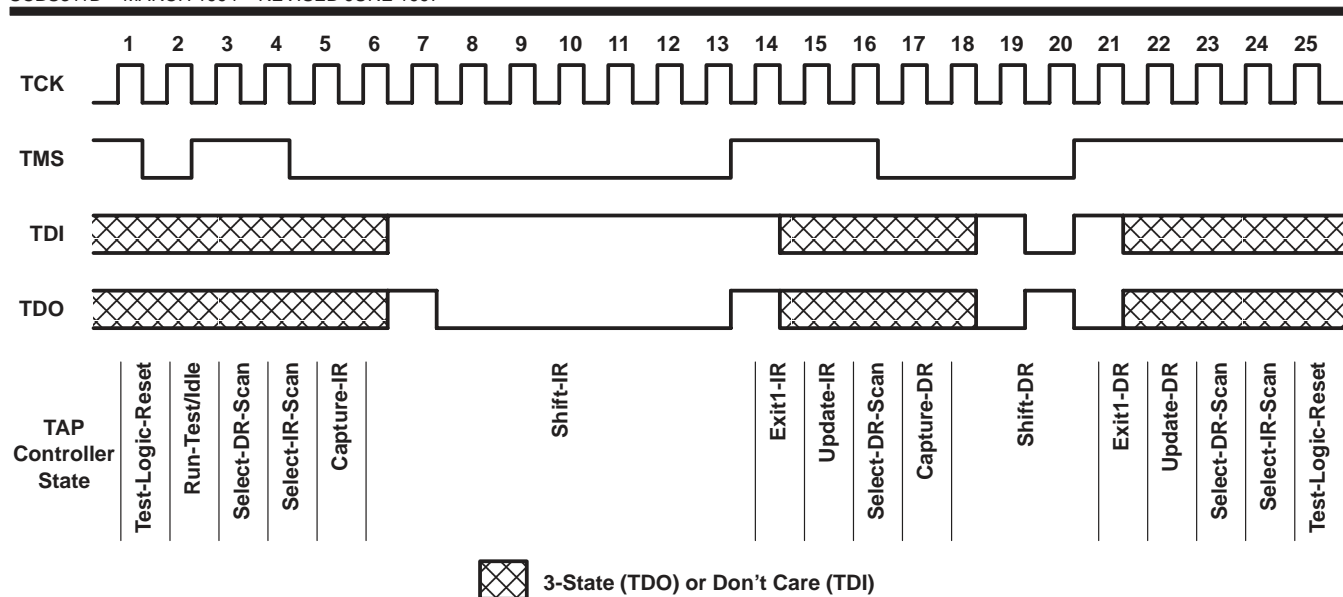 1 2 3 4 5 6 7 8 9 10 11 12 13 14 15 16 17 18 19 20 21 22 23 24 25
TCK
TMS
TDI
TDO
TAP
Controller
State
Test-Logic-Reset
Run-Test/Idle
Select-DR-Scan
Select-IR-Scan
Capture-IR
Shift-IR
Exit1-IR
Update-IR
Select-DR-Scan
Capture-DR
Shift-DR
Exit1-DR
Update-DR
Select-DR-Scan
Select-IR-Scan
Test-Logic-Reset
3-State (TDO) or Don't Care (TDI)